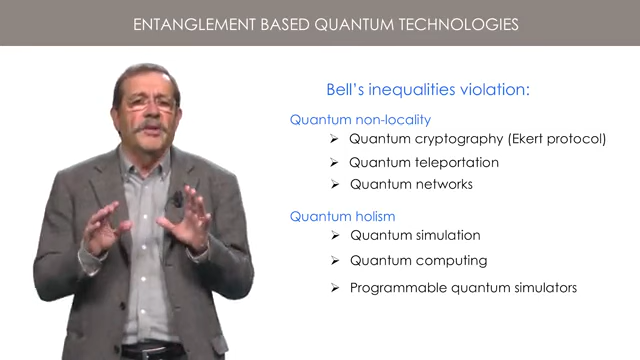 ENTANGLEMENT BASED QUANTUM TECHNOLOGIES
Bell's inequalities violation:
Quantum non-locality
➢ Quantum cryptography (Ekert protocol)
➢ Quantum teleportation
➢ Quantum networks
Quantum holism
➢ Quantum simulation
➢ Quantum computing
➢ Programmable quantum simulators